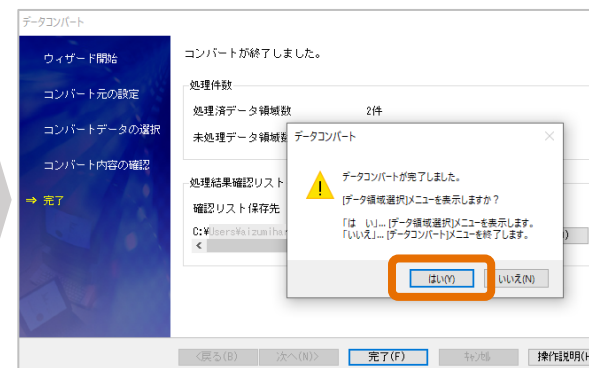 データコンバート
ウィザード開始
コンバート元の設定
コンバートデータの選択
コンバート内容の確認
⇒ 完了
コンバートが終了しました。
処理件数
処理済データ領域数 2件
未処理データ領域数
処理結果確認リスト
確認リスト保存先
C:¥Users¥aizumiha
データコンバート
データコンバートが完了しました。
[データ領域選択]メニューを表示しますか？
「は　い」... [データ領域選択]メニューを表示します。
「いいえ」... [データコンバート]メニューを終了します。
はい(Y) いいえ(N)
<戻る(B) 次へ(N)> 完了(F) ｷｬﾝｾﾙ 操作説明(H